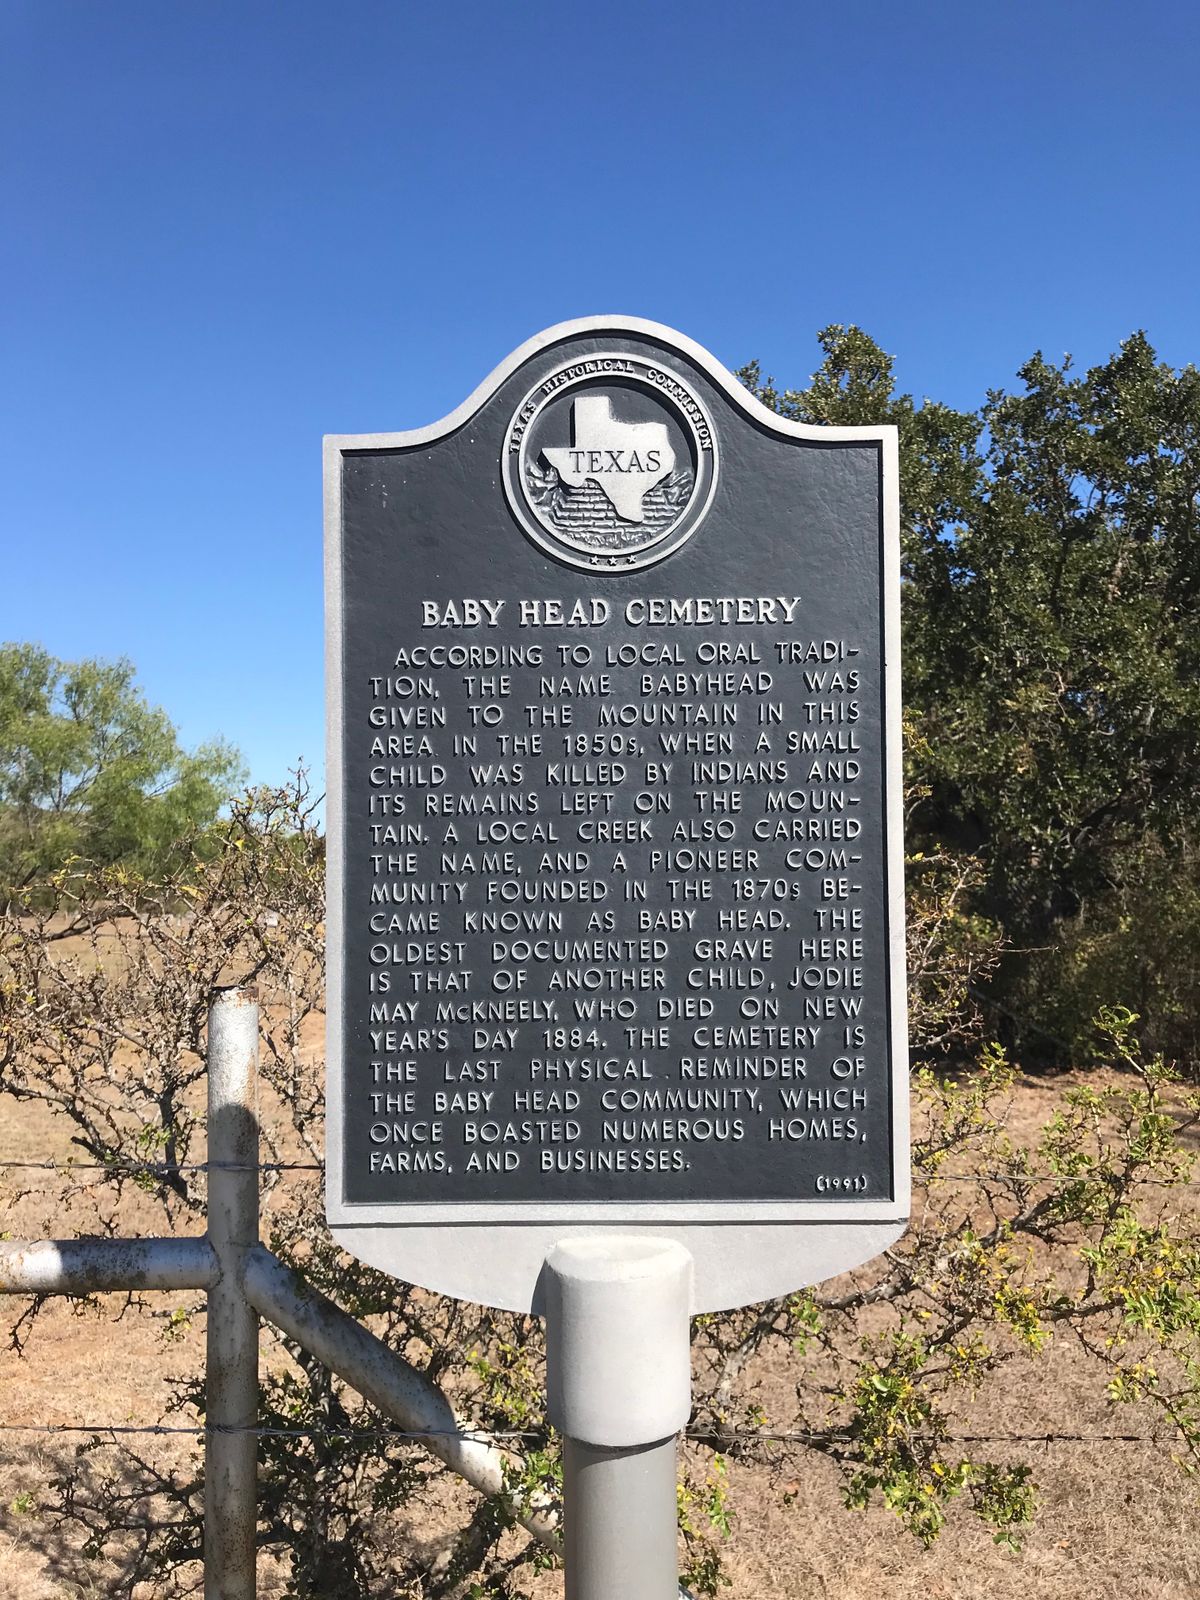 TEXAS HISTORICAL COMMISSION
TEXAS
BABY HEAD CEMETERY
ACCORDING TO LOCAL ORAL TRADI-
TION, THE NAME BABYHEAD WAS
GIVEN TO THE MOUNTAIN IN THIS
AREA IN THE 1850s, WHEN A SMALL
CHILD WAS KILLED BY INDIANS AND
ITS REMAINS LEFT ON THE MOUN-
TAIN. A LOCAL CREEK ALSO CARRIED
THE NAME, AND A PIONEER COM-
MUNITY FOUNDED IN THE 1870s BE-
CAME KNOWN AS BABY HEAD. THE
OLDEST DOCUMENTED GRAVE HERE
IS THAT OF ANOTHER CHILD, JODIE
MAY McKNEELY, WHO DIED ON NEW
YEAR'S DAY 1884. THE CEMETERY IS
THE LAST PHYSICAL REMINDER OF
THE BABY HEAD COMMUNITY, WHICH
ONCE BOASTED NUMEROUS HOMES,
FARMS, AND BUSINESSES.
(1991)